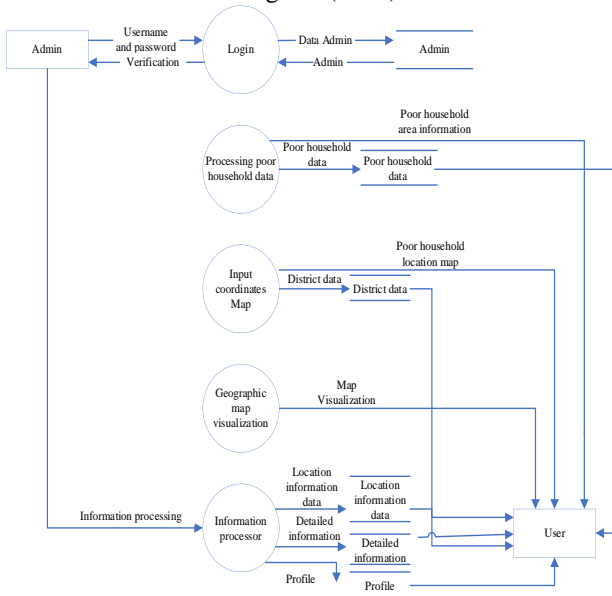 Username
and password
Verification
Admin
Login
Data Admin
Admin
Admin
Poor household
area information
Processing poor
household data
Poor household
data
Poor household
data
Poor household
location map
Input
coordinates
Map
District data
District data
Geographic
map
visualization
Map
Visualization
Information processing
Information
processor
Location
information
data
Location
information
data
Detailed
information
Detailed
information
Profile
Profile
User